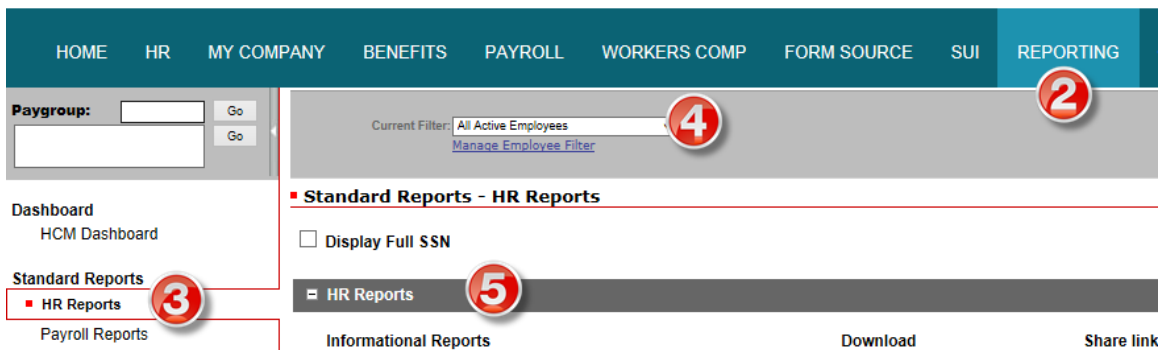 HOME HR MY COMPANY BENEFITS PAYROLL WORKERS COMP FORM SOURCE SUI REPORTING
2
Paygroup: Go
Go
Current Filter: All Active Employees
4
Manage Employee Filter
Standard Reports - HR Reports
Dashboard
HCM Dashboard
Display Full SSN
Standard Reports
HR Reports
3
Payroll Reports
HR Reports
5
Informational Reports Download Share link